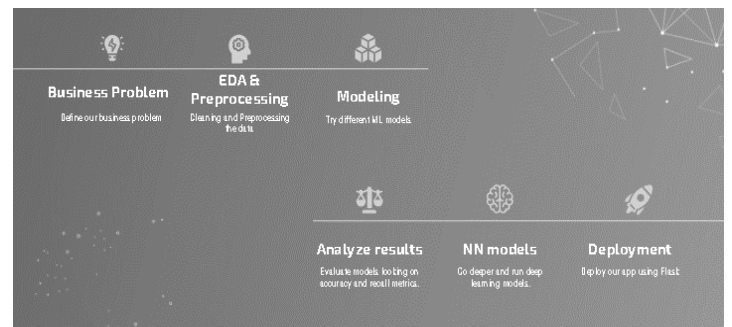 Business Problem
Define our business problem
EDA &
Preprocessing
Cleaning and Preprocessing
the data
Modeling
Try different ML models.
Analyze results
Evaluate models looking on
accuracy and recall metrics.
NN models
Go deeper and run deep
learning models.
Deployment
Deploy our app using Flask